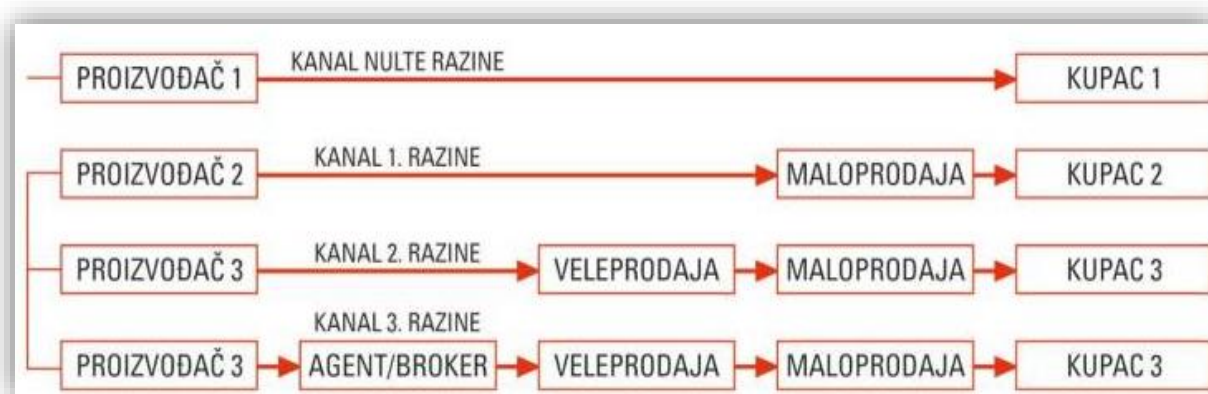 KANAL NULTE RAZINE
PROIZVOĐAČ 1 KUPAC 1
KANAL 1. RAZINE
PROIZVOĐAČ 2 MALOPRODAJA KUPAC 2
KANAL 2. RAZINE
PROIZVOĐAČ 3 VELEPRODAJA MALOPRODAJA KUPAC 3
KANAL 3. RAZINE
PROIZVOĐAČ 3 AGENT/BROKER VELEPRODAJA MALOPRODAJA KUPAC 3